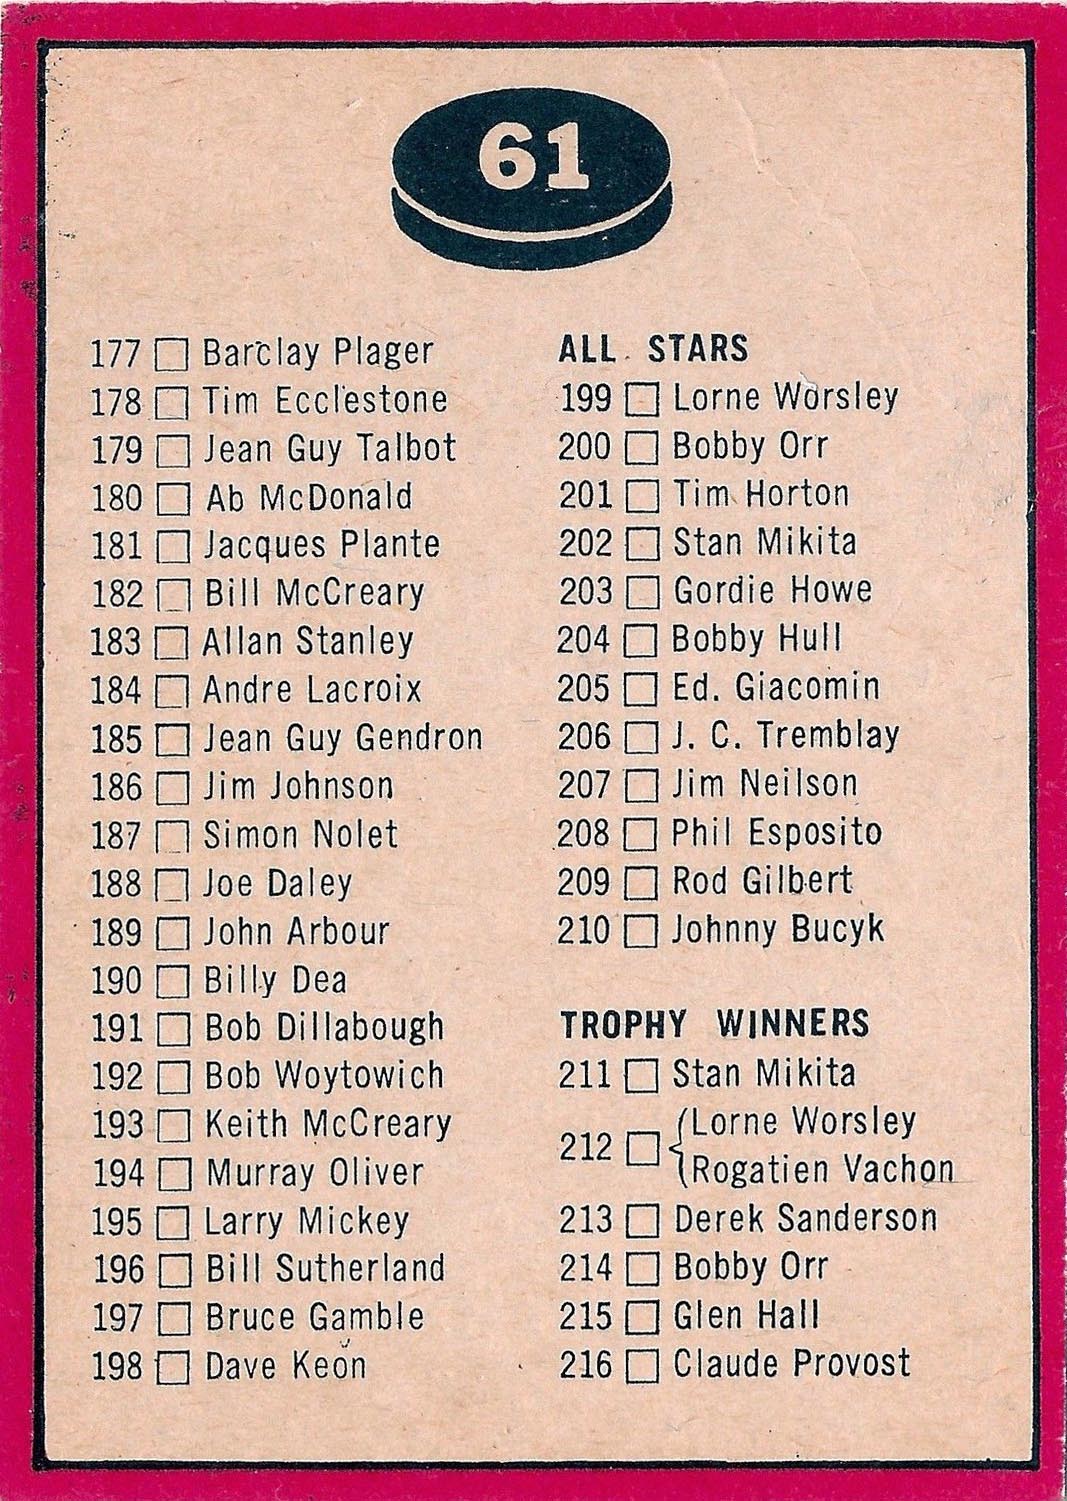 61
177 Barclay Plager
178 Tim Ecclestone
179 Jean Guy Talbot
180 Ab McDonald
181 Jacques Plante
182 Bill McCreary
183 Allan Stanley
184 Andre Lacroix
185 Jean Guy Gendron
186 Jim Johnson
187 Simon Nolet
188 Joe Daley
189 John Arbour
190 Billy Dea
191 Bob Dillabough
192 Bob Woytowich
193 Keith McCreary
194 Murray Oliver
195 Larry Mickey
196 Bill Sutherland
197 Bruce Gamble
198 Dave Keon
ALL STARS
199 Lorne Worsley
200 Bobby Orr
201 Tim Horton
202 Stan Mikita
203 Gordie Howe
204 Bobby Hull
205 Ed. Giacomin
206 J. C. Tremblay
207 Jim Neilson
208 Phil Esposito
209 Rod Gilbert
210 Johnny Bucyk
TROPHY WINNERS
211 Stan Mikita
212 Lorne Worsley
Rogatien Vachon
213 Derek Sanderson
214 Bobby Orr
215 Glen Hall
216 Claude Provost